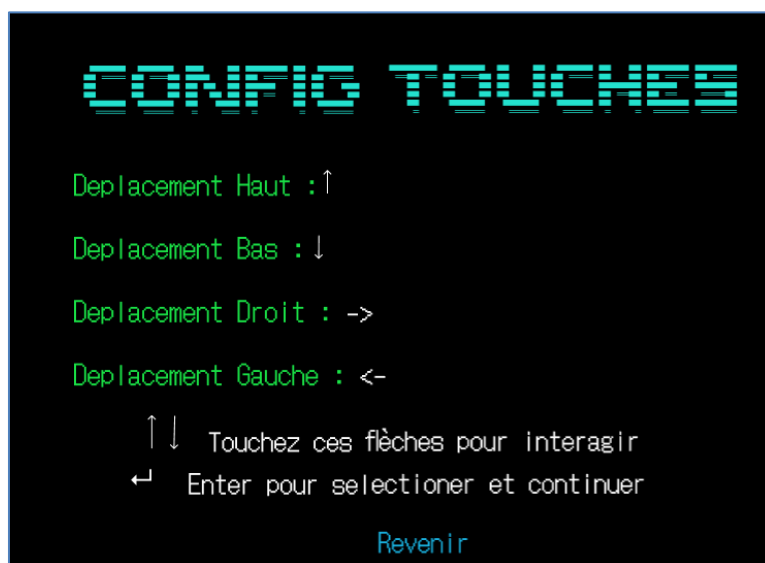 CONFIG TOUCHES
Deplacement Haut :↑
Deplacement Bas : ↓
Deplacement Droit : ->
Deplacement Gauche : <-
↑↓ Touchez ces flèches pour interagir
↵ Enter pour selectioner et continuer
Revenir